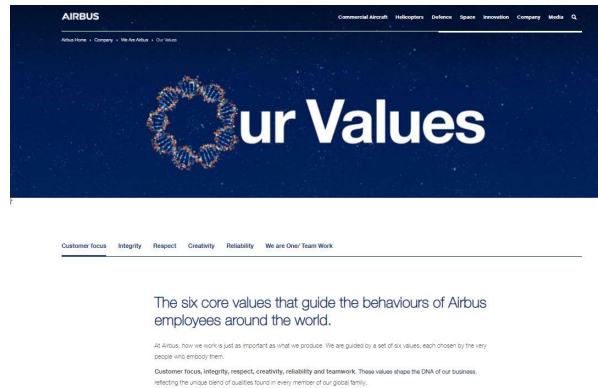 AIRBUS
Commercial Aircraft Helicopters Defence Space Innovation Company Media
Airbus Home Company We Are Airbus Our Values
Our Values
Customer focus Integrity Respect Creativity Reliability We are One/ Team Work
The six core values that guide the behaviours of Airbus
employees around the world.
At Airbus, how we work is just as important as what we produce. We are guided by a set of six values, each chosen by the very
people who embody them.
Customer focus, integrity, respect, creativity, reliability and teamwork. These values shape the DNA of our business,
reflecting the unique blend of qualities found in every member of our global family.